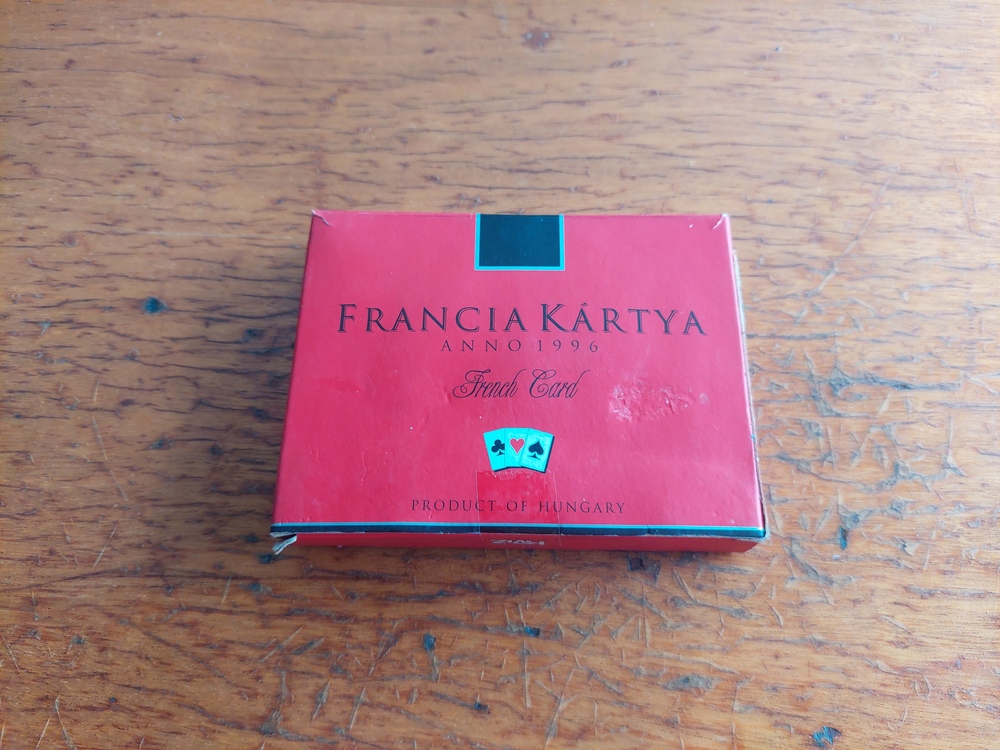 FRANCIA KÁRTYA
ANNO 1996
French Card
PRODUCT OF HUNGARY